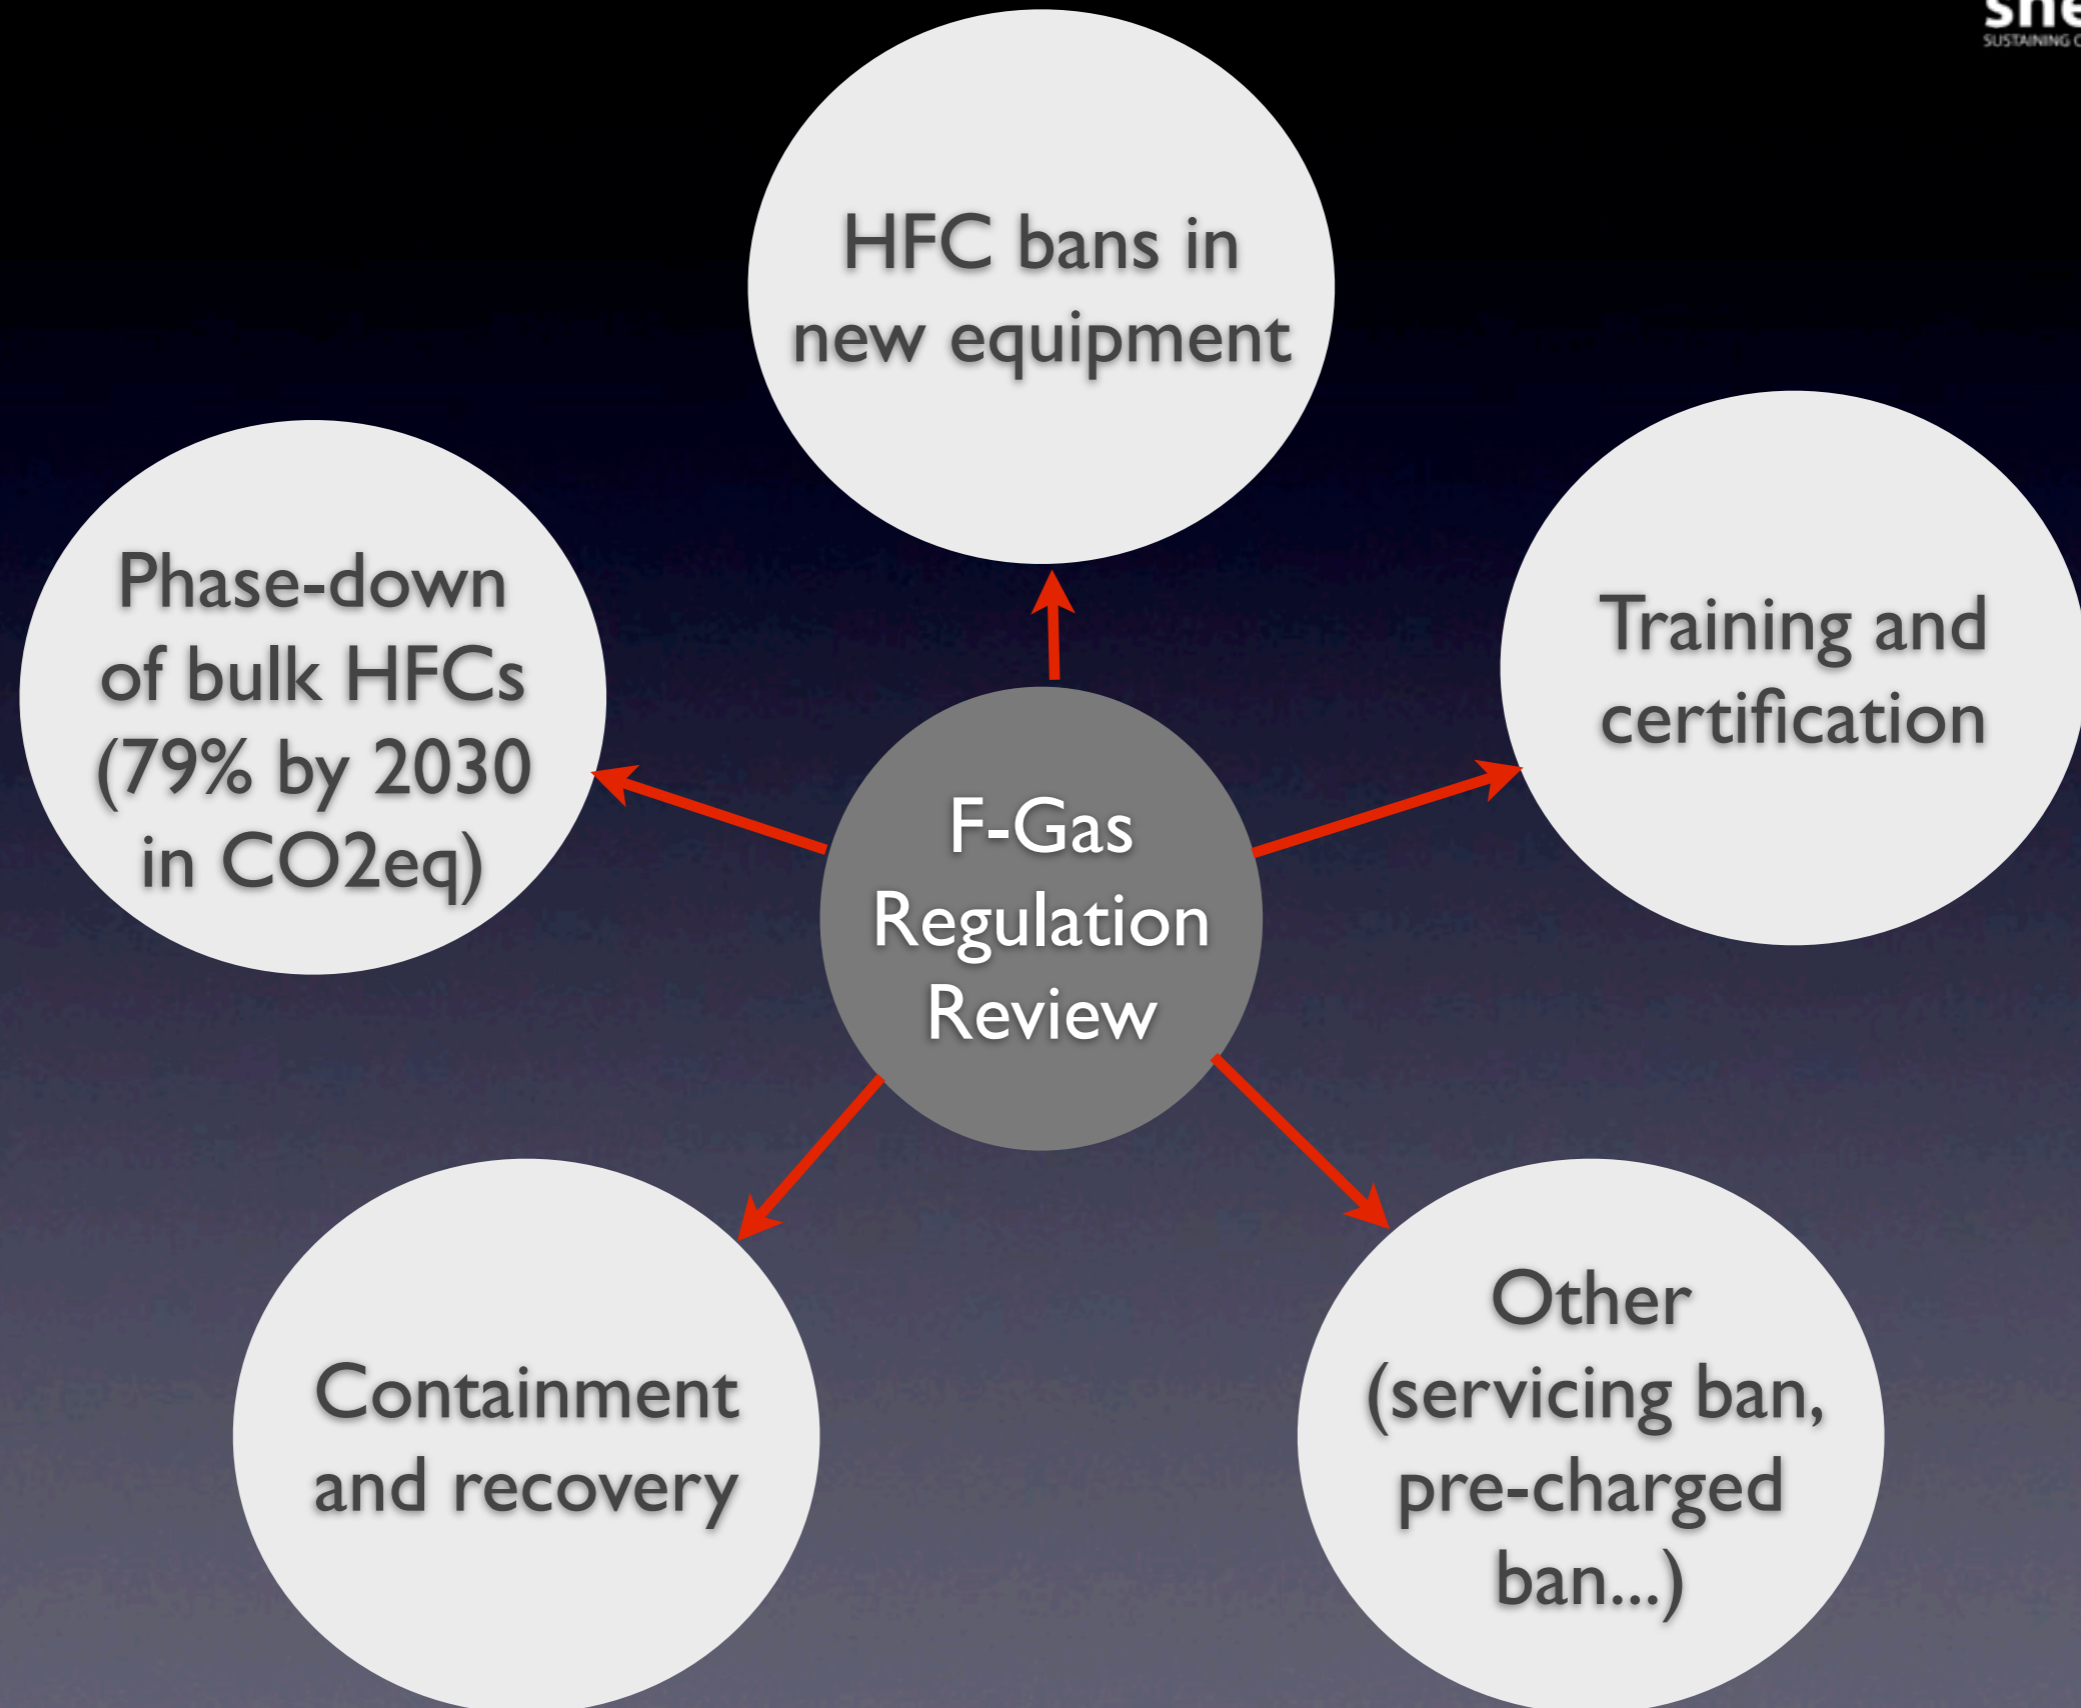 HFC bans in
new equipment
Phase-down
of bulk HFCs
(79% by 2030
in CO2eq)
Training and
certification
F-Gas
Regulation
Review
Containment
and recovery
Other
(servicing ban,
pre-charged
ban...)